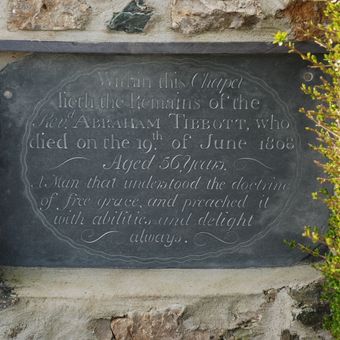 Within this Chapel
lieth the Remains of the
Revd. ABRAHAM TIBBOTT, who
died on the 19th of June 1808
Aged 56 Years.
A Man that understood the doctrine
of free grace, and preached it
with abilities and delight
always.